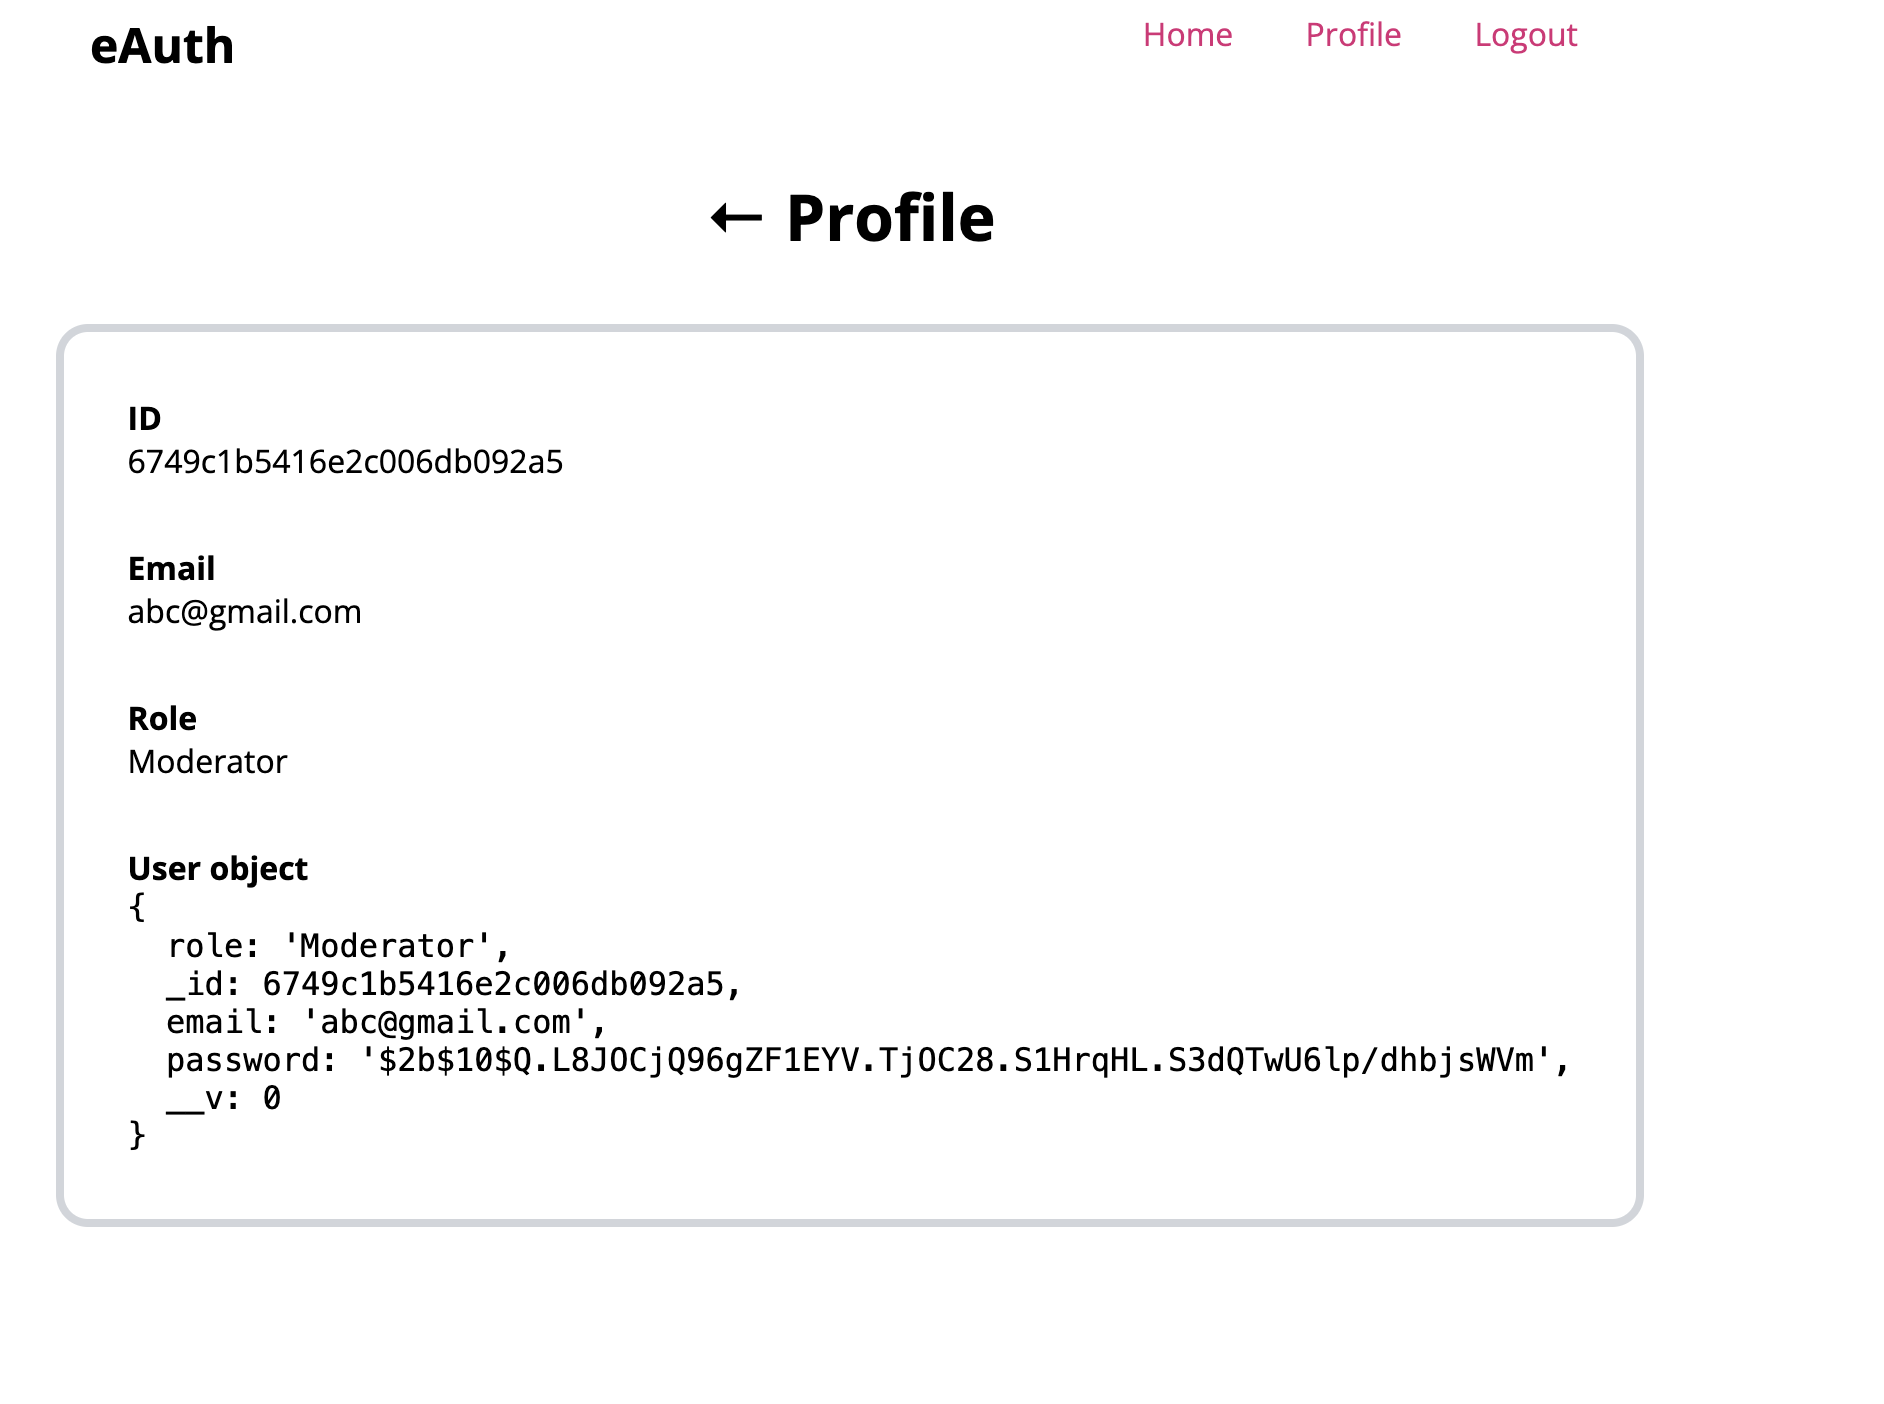 eAuth
Home Profile Logout
← Profile
ID
6749c1b5416e2c006db092a5
Email
abc@gmail.com
Role
Moderator
User object
{
  role: 'Moderator',
  _id: 6749c1b5416e2c006db092a5,
  email: 'abc@gmail.com',
  password: '$2b$10$Q.L8JOCjQ96gZF1EYV.TjOC28.S1HrqHL.S3dQTwU6lp/dhbjsWVm',
  __v: 0
}